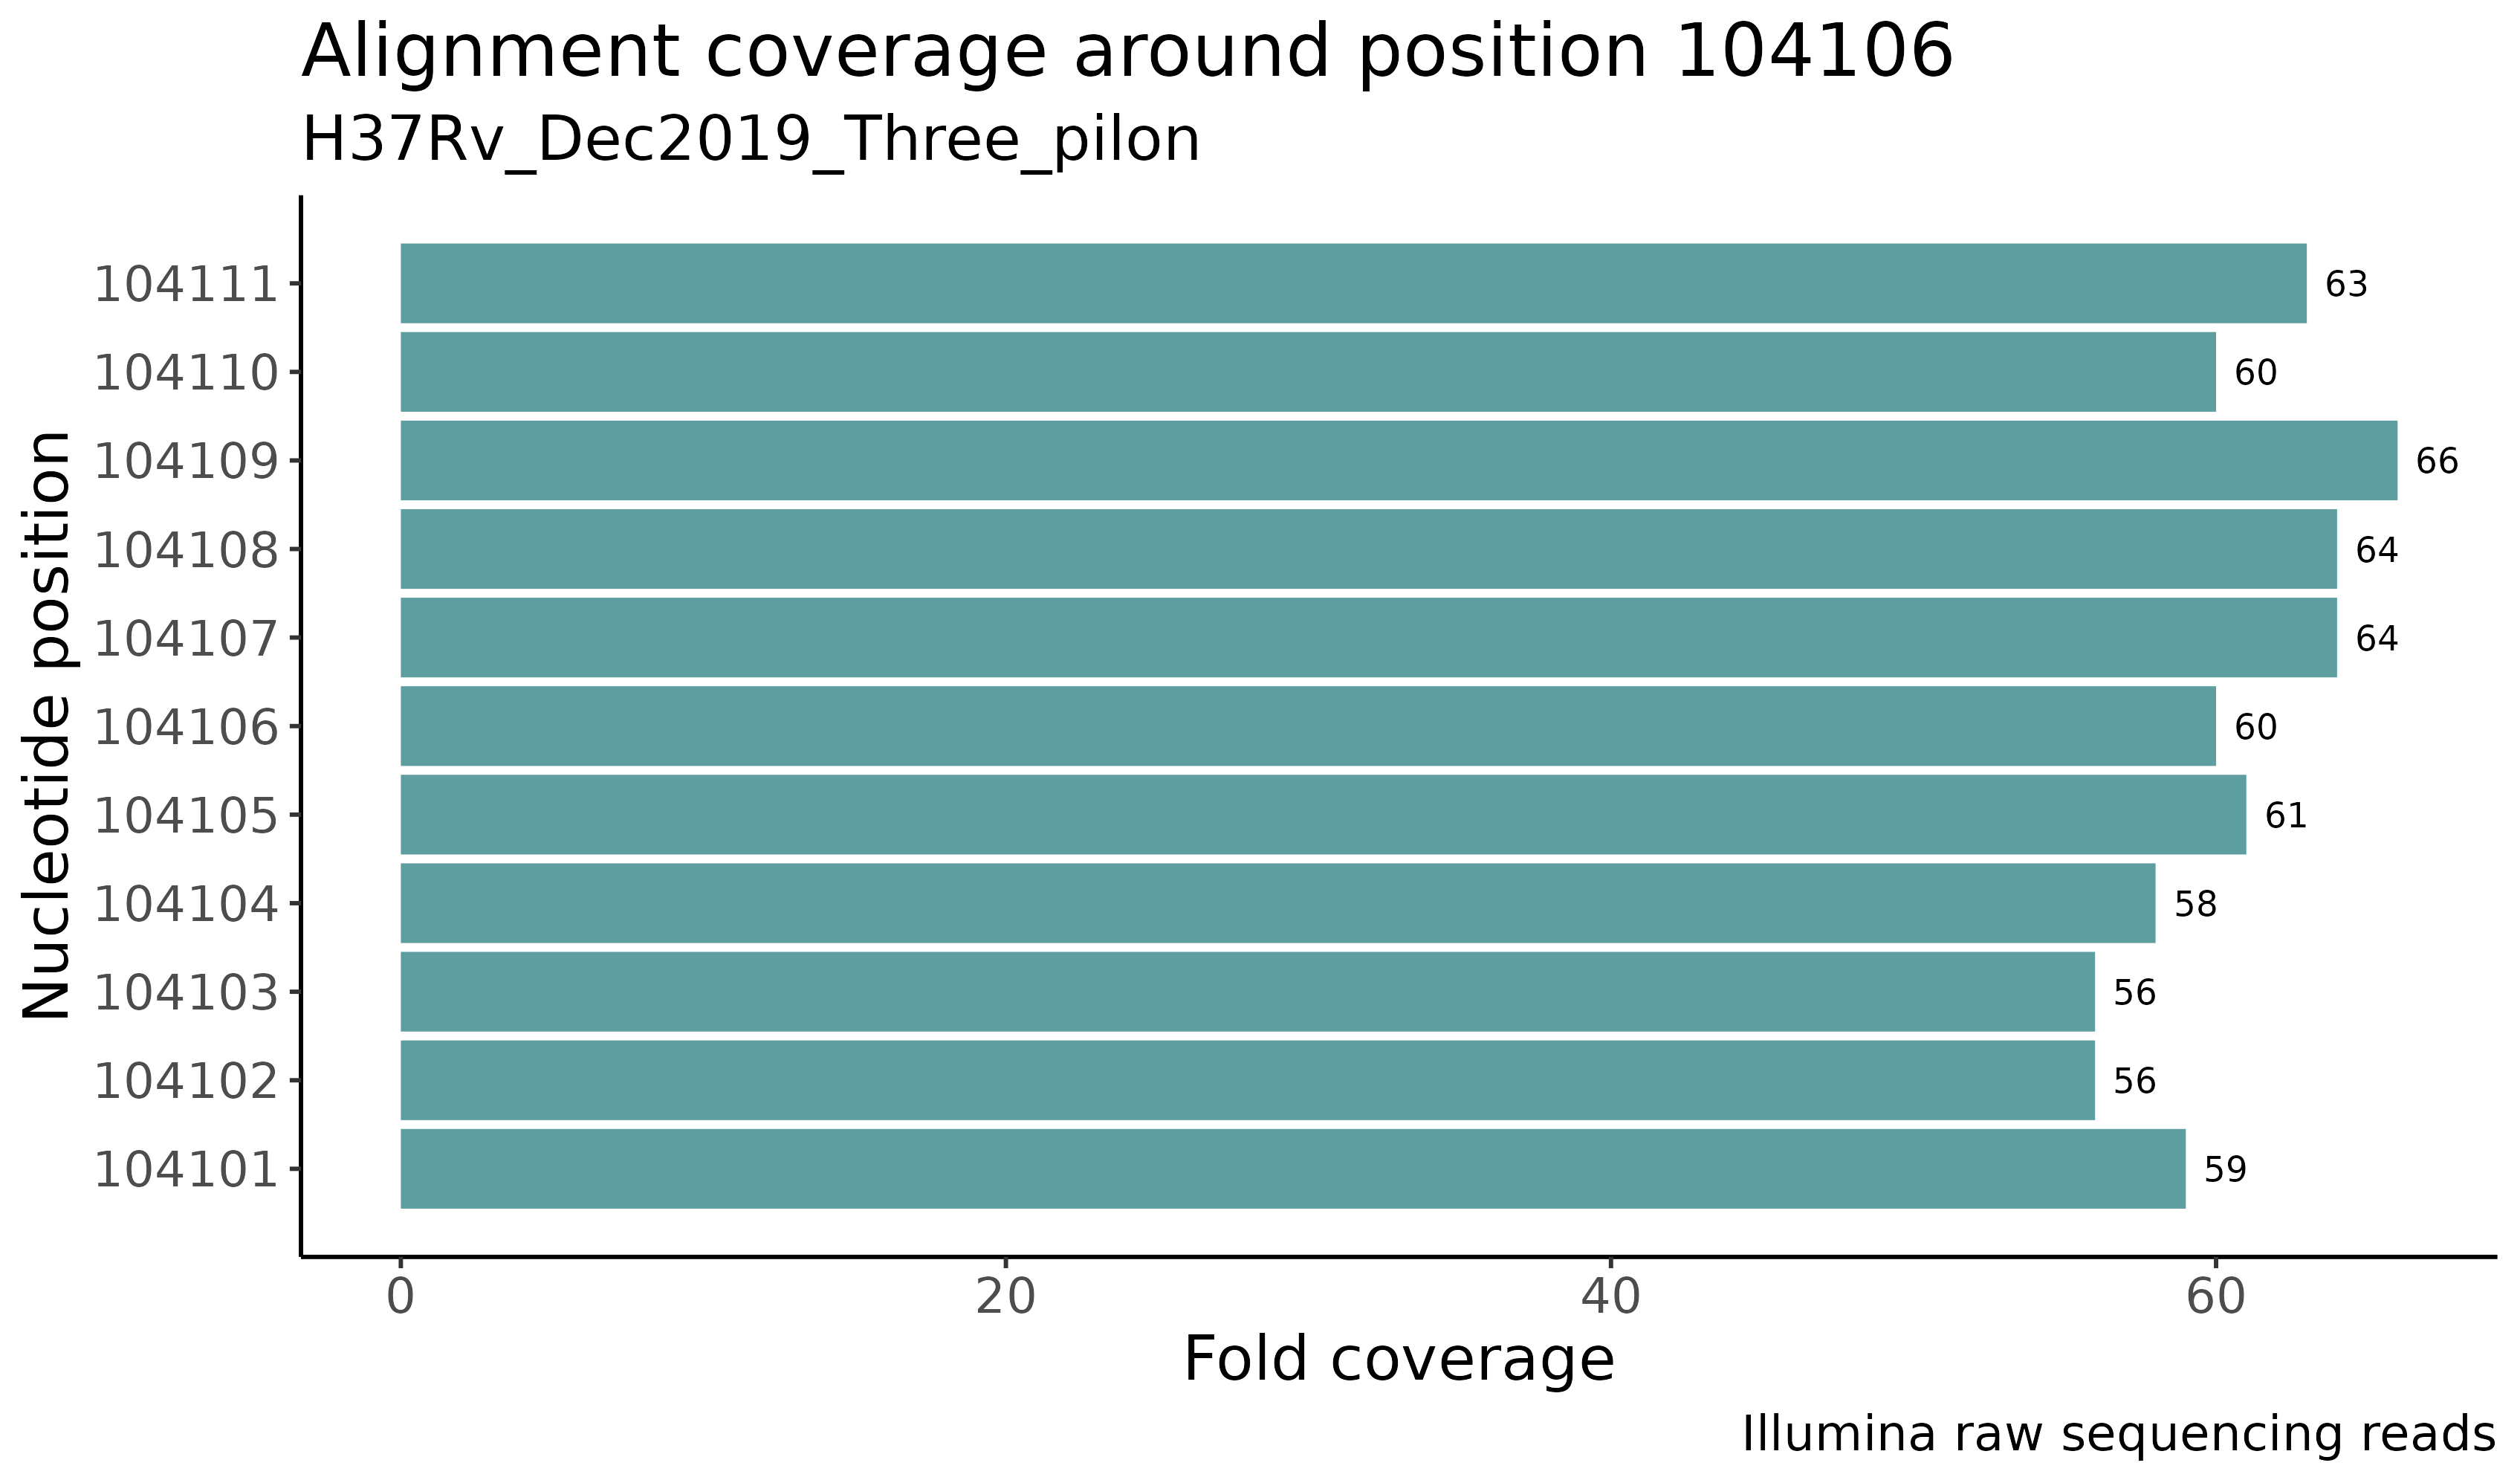 Alignment coverage around position 104106
H37Rv_Dec2019_Three_pilon
Nucleotide position
104111 63
104110 60
104109 66
104108 64
104107 64
104106 60
104105 61
104104 58
104103 56
104102 56
104101 59
0 20 40 60
Fold coverage
Illumina raw sequencing reads